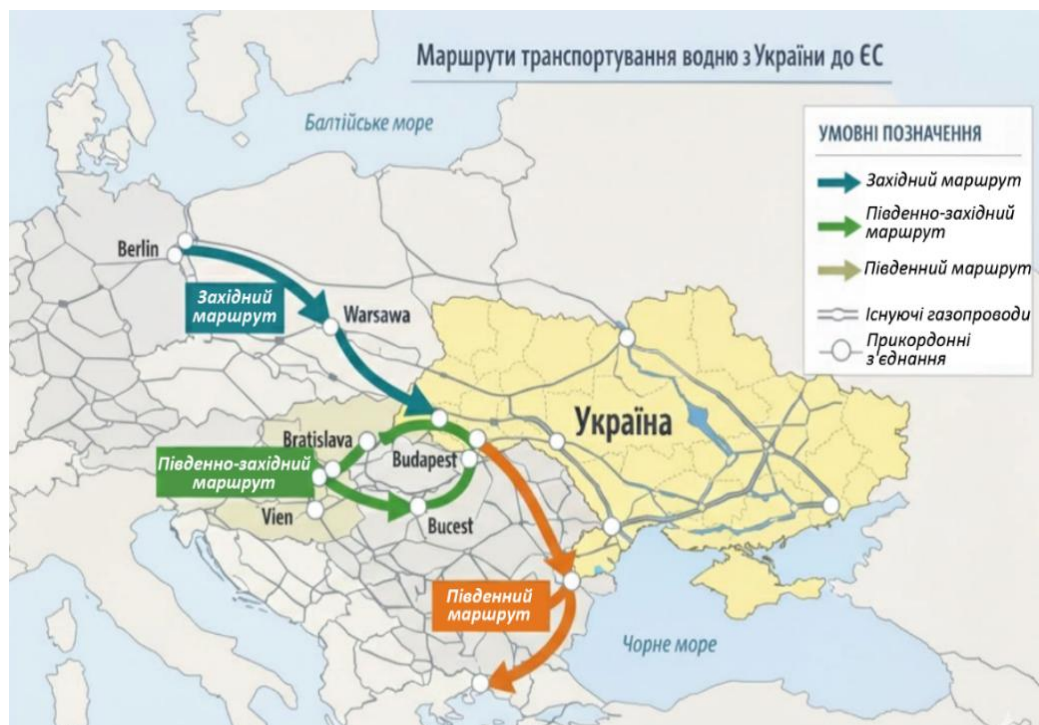 Маршрути транспортування водню з України до ЄС
Балтійське море
УМОВНІ ПОЗНАЧЕННЯ
Західний маршрут
Південно-західний
маршрут
Південний маршрут
Існуючі газопроводи
Прикордонні
з'єднання
Berlin
Західний
маршрут
Warsawa
Україна
Bratislava
Budapest
Південно-західний
маршрут
Vien
Bucest
Південний
маршрут
Чорне море